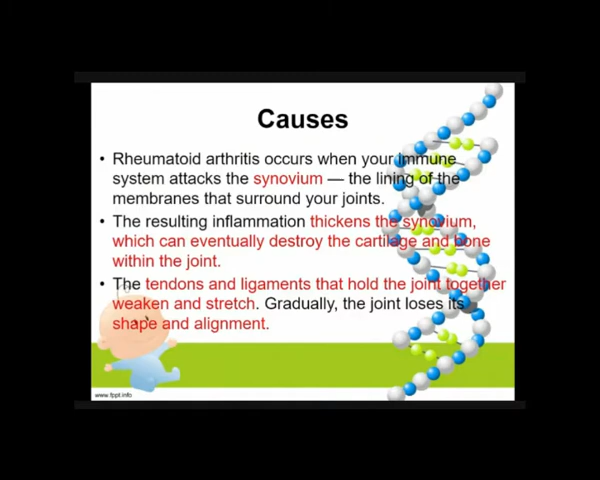 Causes
• Rheumatoid arthritis occurs when your immune
system attacks the synovium — the lining of the
membranes that surround your joints.
• The resulting inflammation thickens the synovium,
which can eventually destroy the cartilage and bone
within the joint.
• The tendons and ligaments that hold the joint together
weaken and stretch. Gradually, the joint loses its
shape and alignment.
www.fppt.info